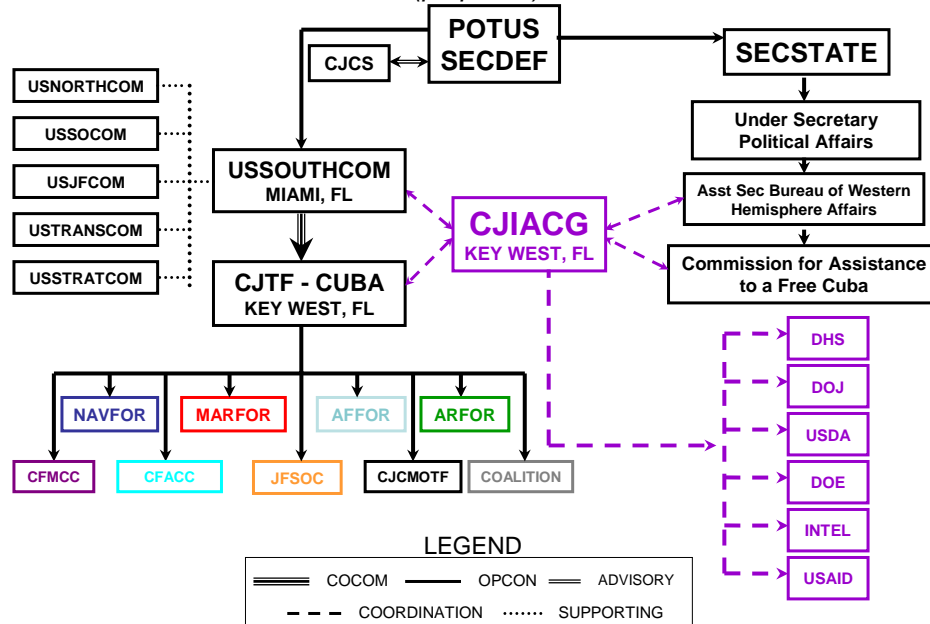 POTUS
SECDEF
CJCS
SECSTATE
USNORTHCOM
USSOCOM
USJFCOM
USTRANSCOM
USSTRATCOM
Under Secretary
Political Affairs
USSOUTHCOM
MIAMI, FL
Asst Sec Bureau of Western
Hemisphere Affairs
CJIACG
KEY WEST, FL
CJTF - CUBA
KEY WEST, FL
Commission for Assistance
to a Free Cuba
DHS
DOJ
USDA
DOE
INTEL
USAID
NAVFOR
MARFOR
AFFOR
ARFOR
CFMCC
CFACC
JFSOC
CJCMOTF
COALITION
LEGEND
COCOM
OPCON
ADVISORY
COORDINATION
SUPPORTING